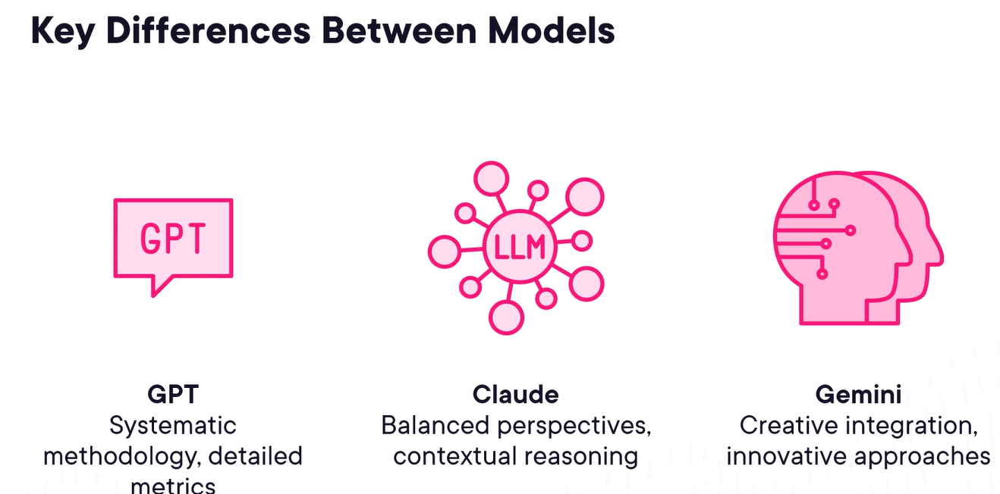 Key Differences Between Models
GPT
LLM
GPT
Systematic
methodology, detailed
metrics
Claude
Balanced perspectives,
contextual reasoning
Gemini
Creative integration,
innovative approaches